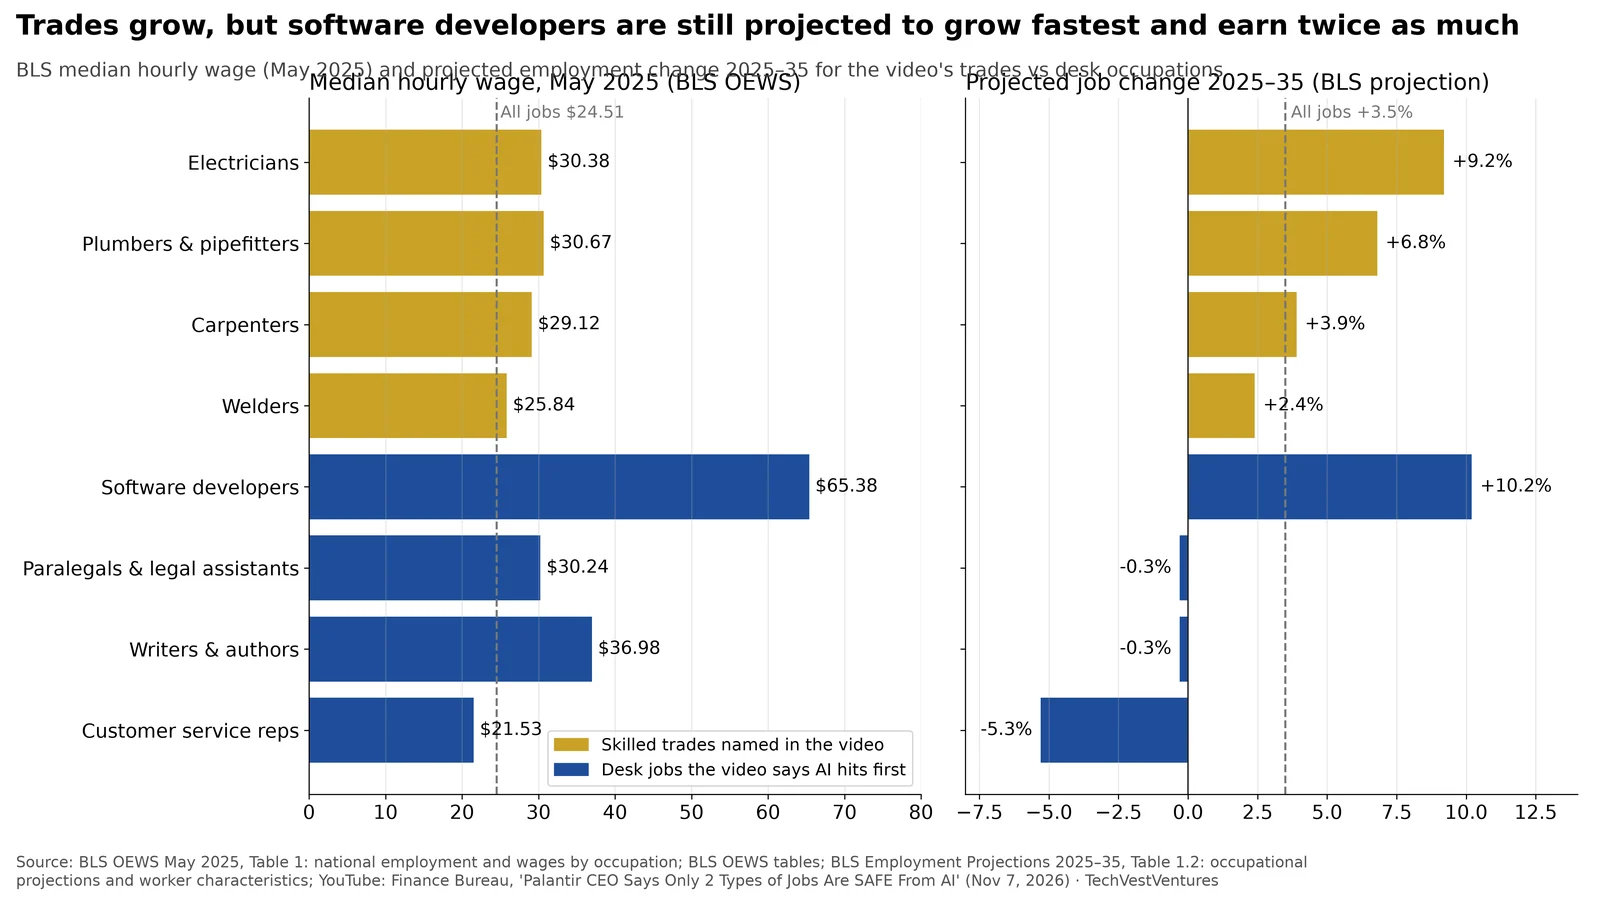 Trades grow, but software developers are still projected to grow fastest and earn twice as much
BLS median hourly wage (May 2025) and projected employment change 2025–35 for the video's trades vs desk occupations
Median hourly wage, May 2025 (BLS OEWS)
All jobs $24.51
Electricians
$30.38
Plumbers & pipefitters
$30.67
Carpenters
$29.12
Welders
$25.84
Software developers
$65.38
Paralegals & legal assistants
$30.24
Writers & authors
$36.98
Customer service reps
$21.53
Skilled trades named in the video
Desk jobs the video says AI hits first
0 10 20 30 40 50 60 70 80
Projected job change 2025–35 (BLS projection)
All jobs +3.5%
+9.2%
+6.8%
+3.9%
+2.4%
+10.2%
-0.3%
-0.3%
-5.3%
−7.5 −5.0 −2.5 0.0 2.5 5.0 7.5 10.0 12.5
Source: BLS OEWS May 2025, Table 1: national employment and wages by occupation; BLS OEWS tables; BLS Employment Projections 2025–35, Table 1.2: occupational
projections and worker characteristics; YouTube: Finance Bureau, 'Palantir CEO Says Only 2 Types of Jobs Are SAFE From AI' (Nov 7, 2026) · TechVestVentures